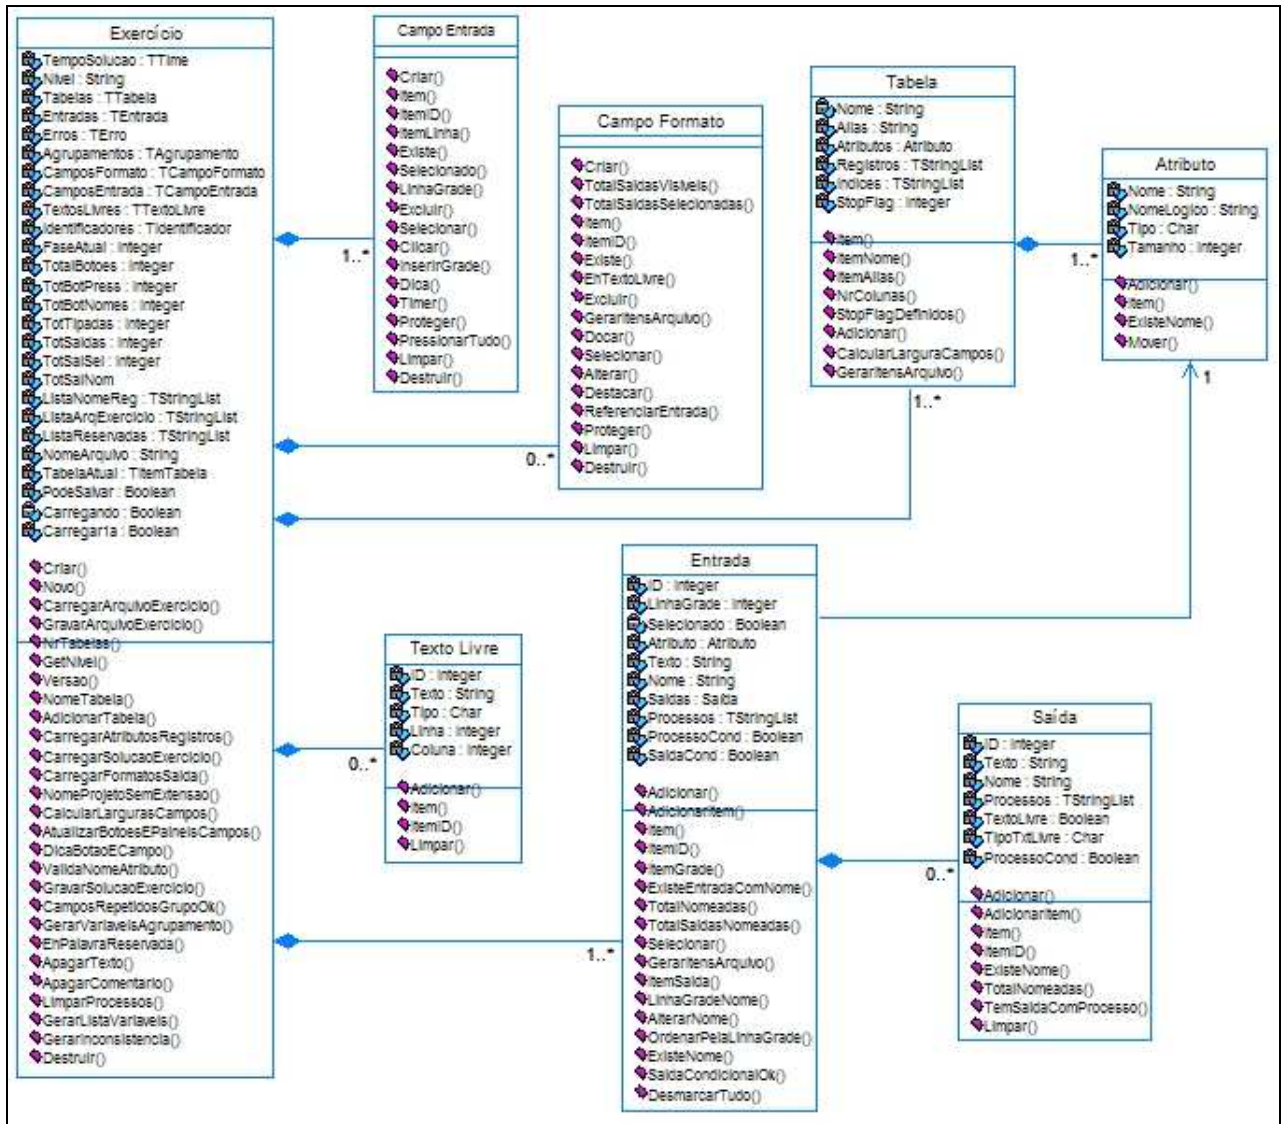 Exercício
TempoSolucao : TTime
Nivel : String
Tabelas : TTabela
Entradas : TEntrada
Erros : TErro
Agrupamentos : TAgrupamento
CamposFormato : TCampoFormato
CamposEntrada : TCampoEntrada
TextosLivres : TTextoLivre
Identificadores : TIdentificador
FaseAtual : Integer
TotalBotoes : Integer
TotBotPress : Integer
TotBotNomes : Integer
TotTipadas : Integer
TotSaidas : Integer
TotSaiSel : Integer
TotSaiNom
ListaNomeReg : TStringList
ListaArqExercicio : TStringList
ListaReservadas : TStringList
NomeArquivo : String
TabelaAtual : TItemTabela
PodeSalvar : Boolean
Carregando : Boolean
Carregar1a : Boolean
Criar()
Novo()
CarregarArquivoExercicio()
GravarArquivoExercicio()
NrTabelas()
GetNivel()
Versao()
NomeTabela()
AdicionarTabela()
CarregarAtributosRegistros()
CarregarSolucaoExercicio()
CarregarFormatosSaida()
NomeProjetoSemExtensao()
CalcularLargurasCampos()
AtualizarBotoesEPaineisCampos()
DicaBotaoECampo()
ValidaNomeAtributo()
GravarSolucaoExercicio()
CamposRepetidosGrupoOk()
GerarVariaveisAgrupamento()
EhPalavraReservada()
ApagarTexto()
ApagarComentario()
LimparProcessos()
GerarListaVariaveis()
GerarInconsistencia()
Destruir()
Campo Entrada
Criar()
Item()
ItemID()
ItemLinha()
Existe()
Selecionado()
LinhaGrade()
Excluir()
Selecionar()
Clicar()
InserirGrade()
Dica()
Timer()
Proteger()
PressionarTudo()
Limpar()
Destruir()
1..*
Campo Formato
Criar()
TotalSaidasVisiveis()
TotalSaidasSelecionadas()
Item()
ItemID()
Existe()
EhTextoLivre()
Excluir()
GerarItensArquivo()
Docar()
Selecionar()
Alterar()
Destacar()
ReferenciarEntrada()
Proteger()
Limpar()
Destruir()
0..*
Tabela
Nome : String
Alias : String
Atributos : Atributo
Registros : TStringList
Indices : TStringList
StopFlag : Integer
Item()
ItemNome()
ItemAlias()
NrColunas()
StopFlagDefinidos()
Adicionar()
CalcularLarguraCampos()
GerarItensArquivo()
1..*
1..*
Atributo
Nome : String
NomeLogico : String
Tipo : Char
Tamanho : Integer
Adicionar()
Item()
ExisteNome()
Mover()
1
Texto Livre
ID : Integer
Texto : String
Tipo : Char
Linha : Integer
Coluna : Integer
Adicionar()
Item()
ItemID()
Limpar()
0..*
Entrada
ID : Integer
LinhaGrade : Integer
Selecionado : Boolean
Atributo : Atributo
Texto : String
Nome : String
Saidas : Saída
Processos : TStringList
ProcessoCond : Boolean
SaidaCond : Boolean
Adicionar()
AdicionarItem()
Item()
ItemID()
ItemGrade()
ExisteEntradaComNome()
TotalNomeadas()
TotalSaidasNomeadas()
Selecionar()
GerarItensArquivo()
ItemSaida()
LinhaGradeNome()
AlterarNome()
OrdenarPelaLinhaGrade()
ExisteNome()
SaidaCondicionalOk()
DesmarcarTudo()
1..*
Saída
ID : Integer
Texto : String
Nome : String
Processos : TStringList
TextoLivre : Boolean
TipoTxtLivre : Char
ProcessoCond : Boolean
Adicionar()
AdicionarItem()
Item()
ItemID()
ExisteNome()
TotalNomeadas()
TemSaidaComProcesso()
Limpar()
0..*